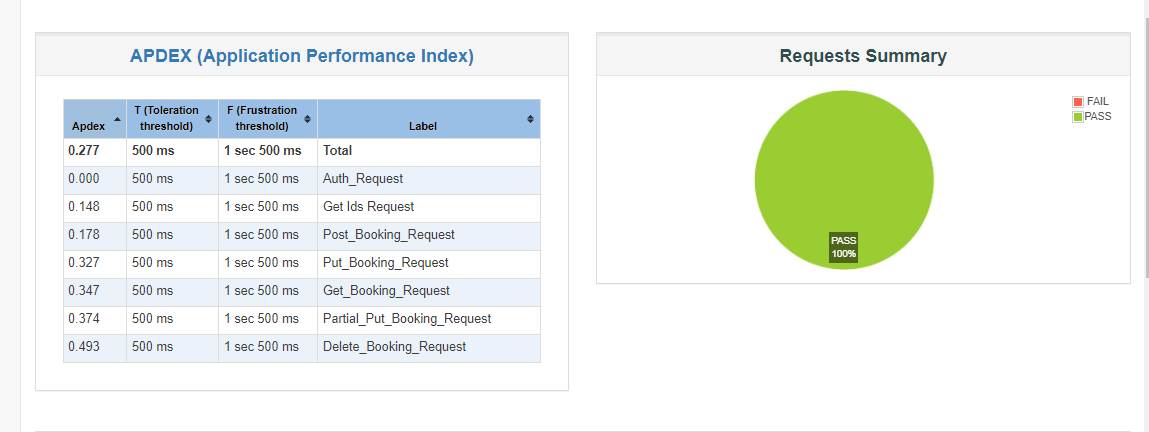 APDEX (Application Performance Index)
Apdex T (Toleration threshold) F (Frustration threshold) Label
0.277 500 ms 1 sec 500 ms Total
0.000 500 ms 1 sec 500 ms Auth_Request
0.148 500 ms 1 sec 500 ms Get Ids Request
0.178 500 ms 1 sec 500 ms Post_Booking_Request
0.327 500 ms 1 sec 500 ms Put_Booking_Request
0.347 500 ms 1 sec 500 ms Get_Booking_Request
0.374 500 ms 1 sec 500 ms Partial_Put_Booking_Request
0.493 500 ms 1 sec 500 ms Delete_Booking_Request
Requests Summary
FAIL
PASS
PASS
100%